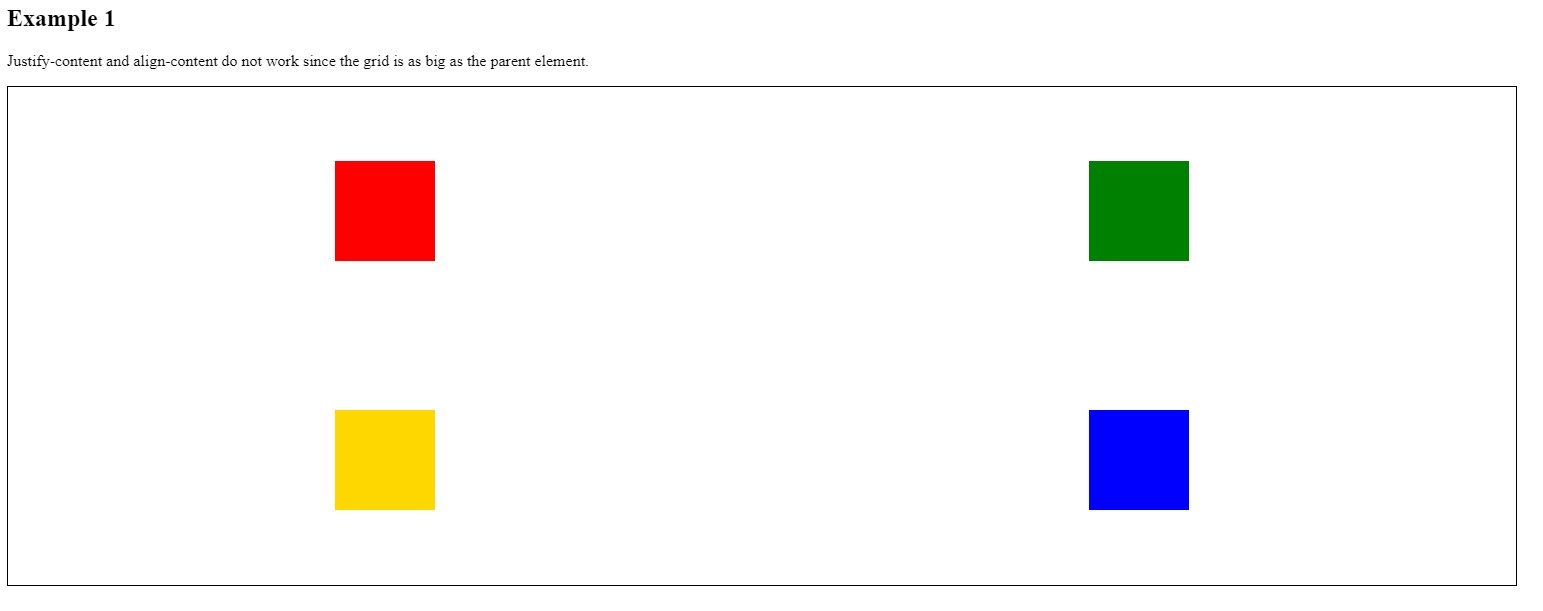 Example 1
Justify-content and align-content do not work since the grid is as big as the parent element.